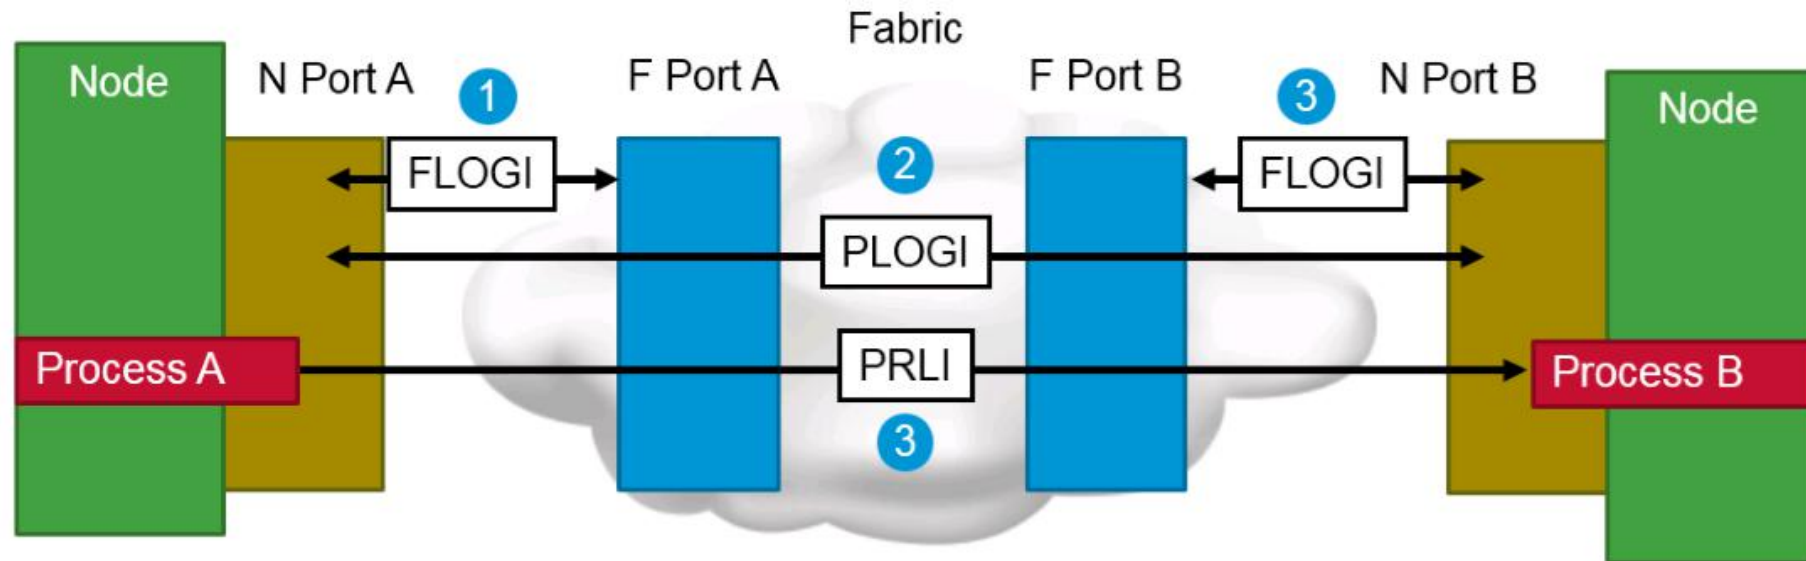 Fabric
Node
N Port A
1
F Port A
F Port B
3
N Port B
Node
FLOGI
2
FLOGI
PLOGI
Process A
PRLI
Process B
3